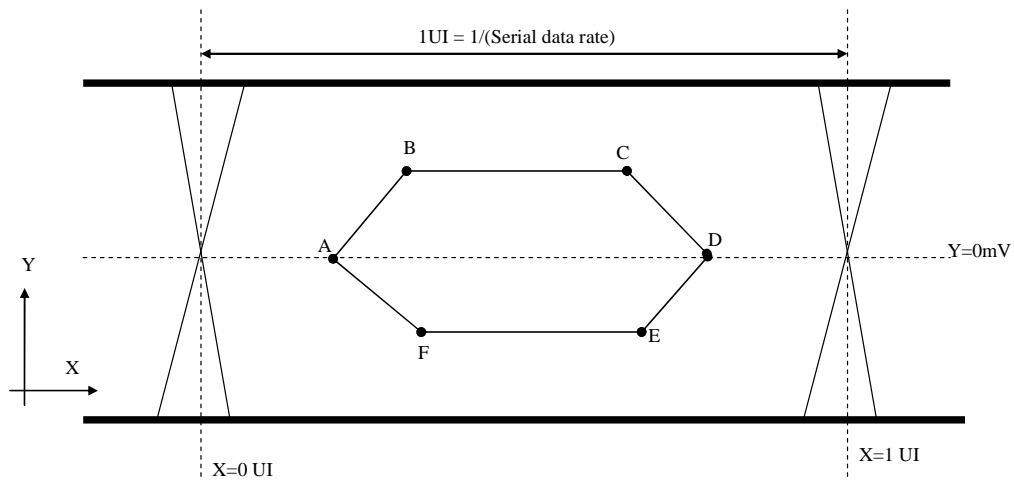 1UI = 1/(Serial data rate)
B
C
A
D
Y=0mV
Y
F
E
X
X=1 UI
X=0 UI